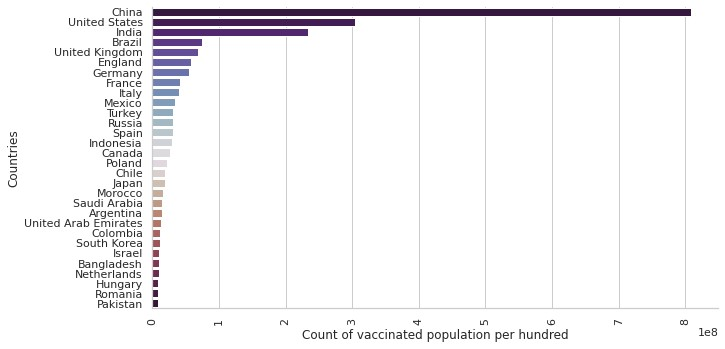 China
United States
India
Brazil
United Kingdom
England
Germany
France
Italy
Mexico
Turkey
Russia
Spain
Indonesia
Canada
Poland
Chile
Japan
Morocco
Saudi Arabia
Argentina
United Arab Emirates
Colombia
South Korea
Israel
Bangladesh
Netherlands
Hungary
Romania
Pakistan
Countries
0 1 2 3 4 5 6 7 8
1e8
Count of vaccinated population per hundred